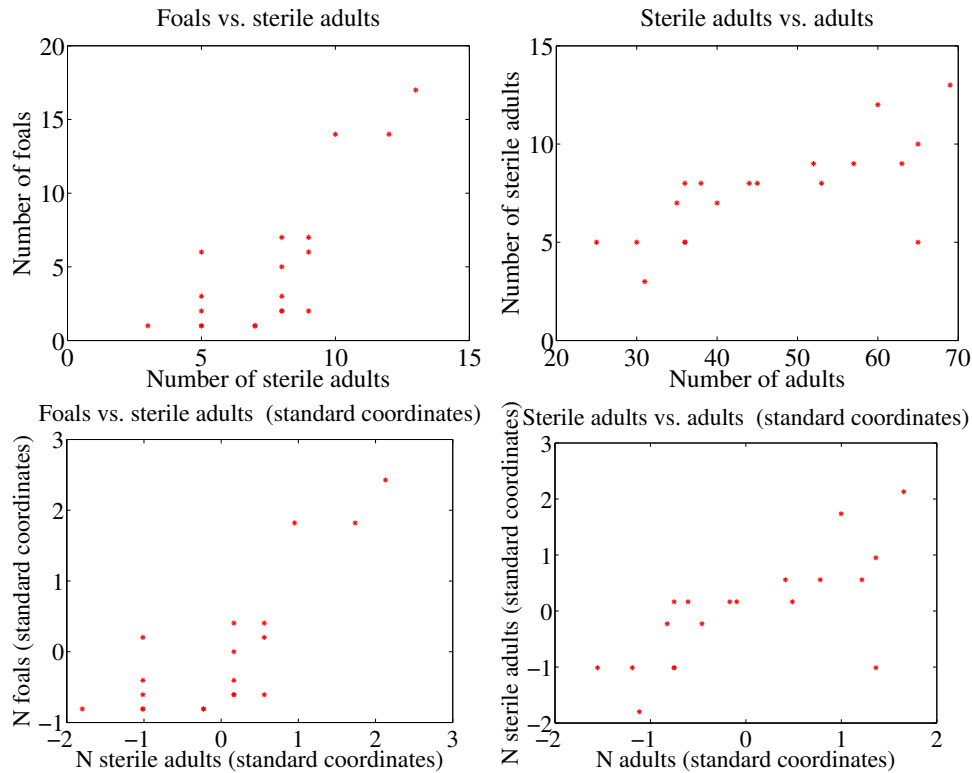 Foals vs. sterile adults
20
15
10
5
0
0 5 10 15
Number of foals
Number of sterile adults
Sterile adults vs. adults
15
10
5
0
20 30 40 50 60 70
Number of sterile adults
Number of adults
Foals vs. sterile adults (standard coordinates)
3
2
1
0
−1
−2 −1 0 1 2 3
N foals (standard coordinates)
N sterile adults (standard coordinates)
Sterile adults vs. adults (standard coordinates)
3
2
1
0
−1
−2
−2 −1 0 1 2
N sterile adults (standard coordinates)
N adults (standard coordinates)